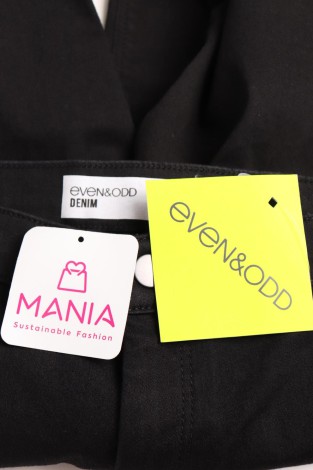 even&odd
DENIM
even&odd
MANIA
Sustainable Fashion